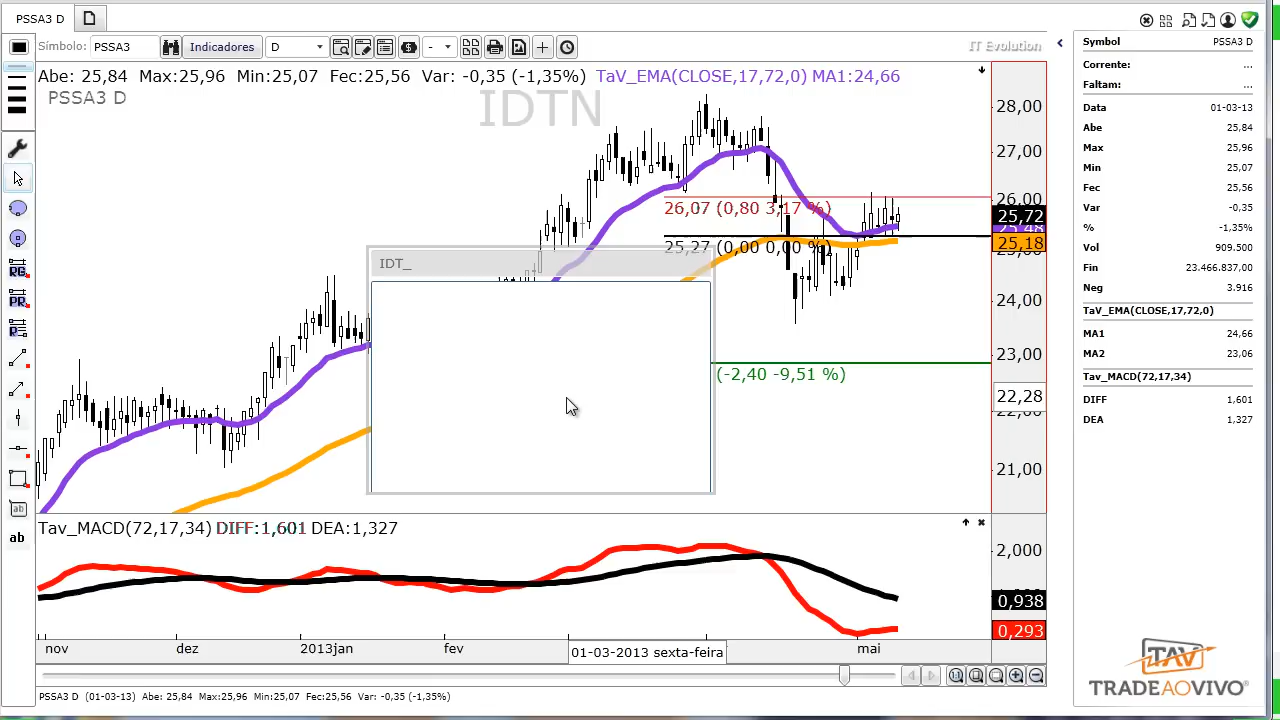 PSSA3 D
Símbolo: PSSA3 Indicadores D -
IT Evolution
Abe: 25,84 Max:25,96 Min:25,07 Fec:25,56 Var: -0,35 (-1,35%) TaV_EMA(CLOSE,17,72,0) MA1:24,66
PSSA3 D
IDTN
28,00
27,00
26,00
25,72
25,48
25,18
24,00
23,00
22,28
21,00
26,07 (0,80 3,17 %)
25,27 (0,00 0,00 %)
(-2,40 -9,51 %)
IDT_
RG
PR
ab
ab
Tav_MACD(72,17,34) DIFF:1,601 DEA:1,327
2,000
0,938
0,293
nov dez 2013jan fev 01-03-2013 sexta-feira mai
PSSA3 D (01-03-13) Abe: 25,84 Max:25,96 Min:25,07 Fec:25,56 Var: -0,35 (-1,35%)
Symbol PSSA3 D
Corrente: ...
Faltam: ...
Data 01-03-13
Abe 25,84
Max 25,96
Min 25,07
Fec 25,56
Var -0,35
% -1,35%
Vol 909.500
Fin 23.466.837,00
Neg 3.916
TaV_EMA(CLOSE,17,72,0)
MA1 24,66
MA2 23,06
Tav_MACD(72,17,34)
DIFF 1,601
DEA 1,327
TAV
TRADEAOVIVO